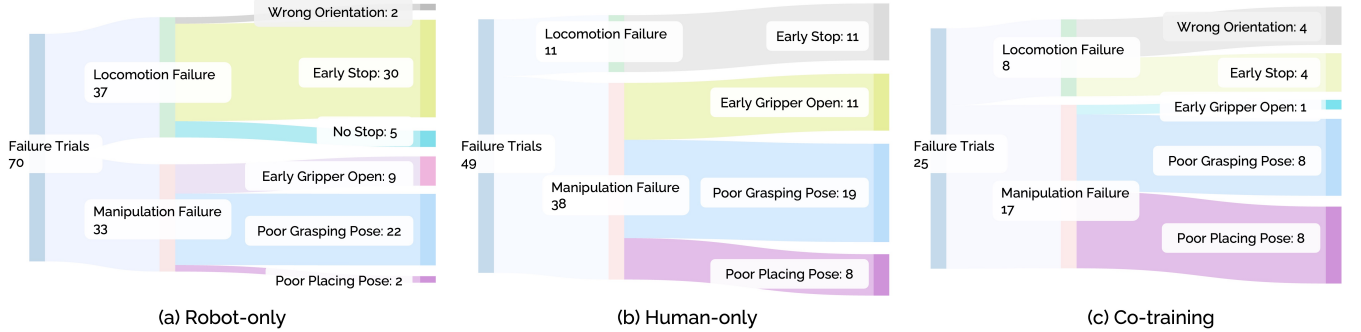 Failure Trials
70
Locomotion Failure
37
Wrong Orientation: 2
Early Stop: 30
No Stop: 5
Manipulation Failure
33
Early Gripper Open: 9
Poor Grasping Pose: 22
Poor Placing Pose: 2
(a) Robot-only
Failure Trials
49
Locomotion Failure
11
Early Stop: 11
Manipulation Failure
38
Early Gripper Open: 11
Poor Grasping Pose: 19
Poor Placing Pose: 8
(b) Human-only
Failure Trials
25
Locomotion Failure
8
Wrong Orientation: 4
Early Stop: 4
Manipulation Failure
17
Early Gripper Open: 1
Poor Grasping Pose: 8
Poor Placing Pose: 8
(c) Co-training